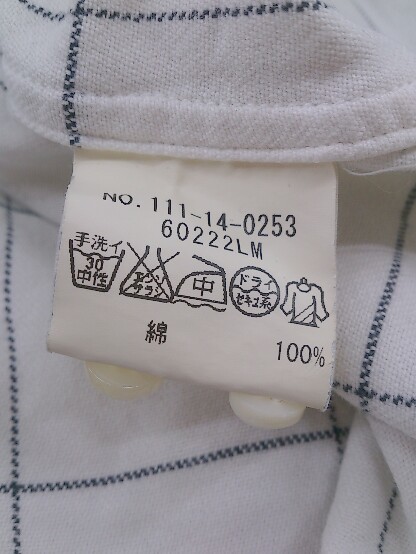 NO.111-14-0253
60222LM
手洗イ
30
中性
エンソ
サラシ
中
ドライ
セキユ系
綿 100%